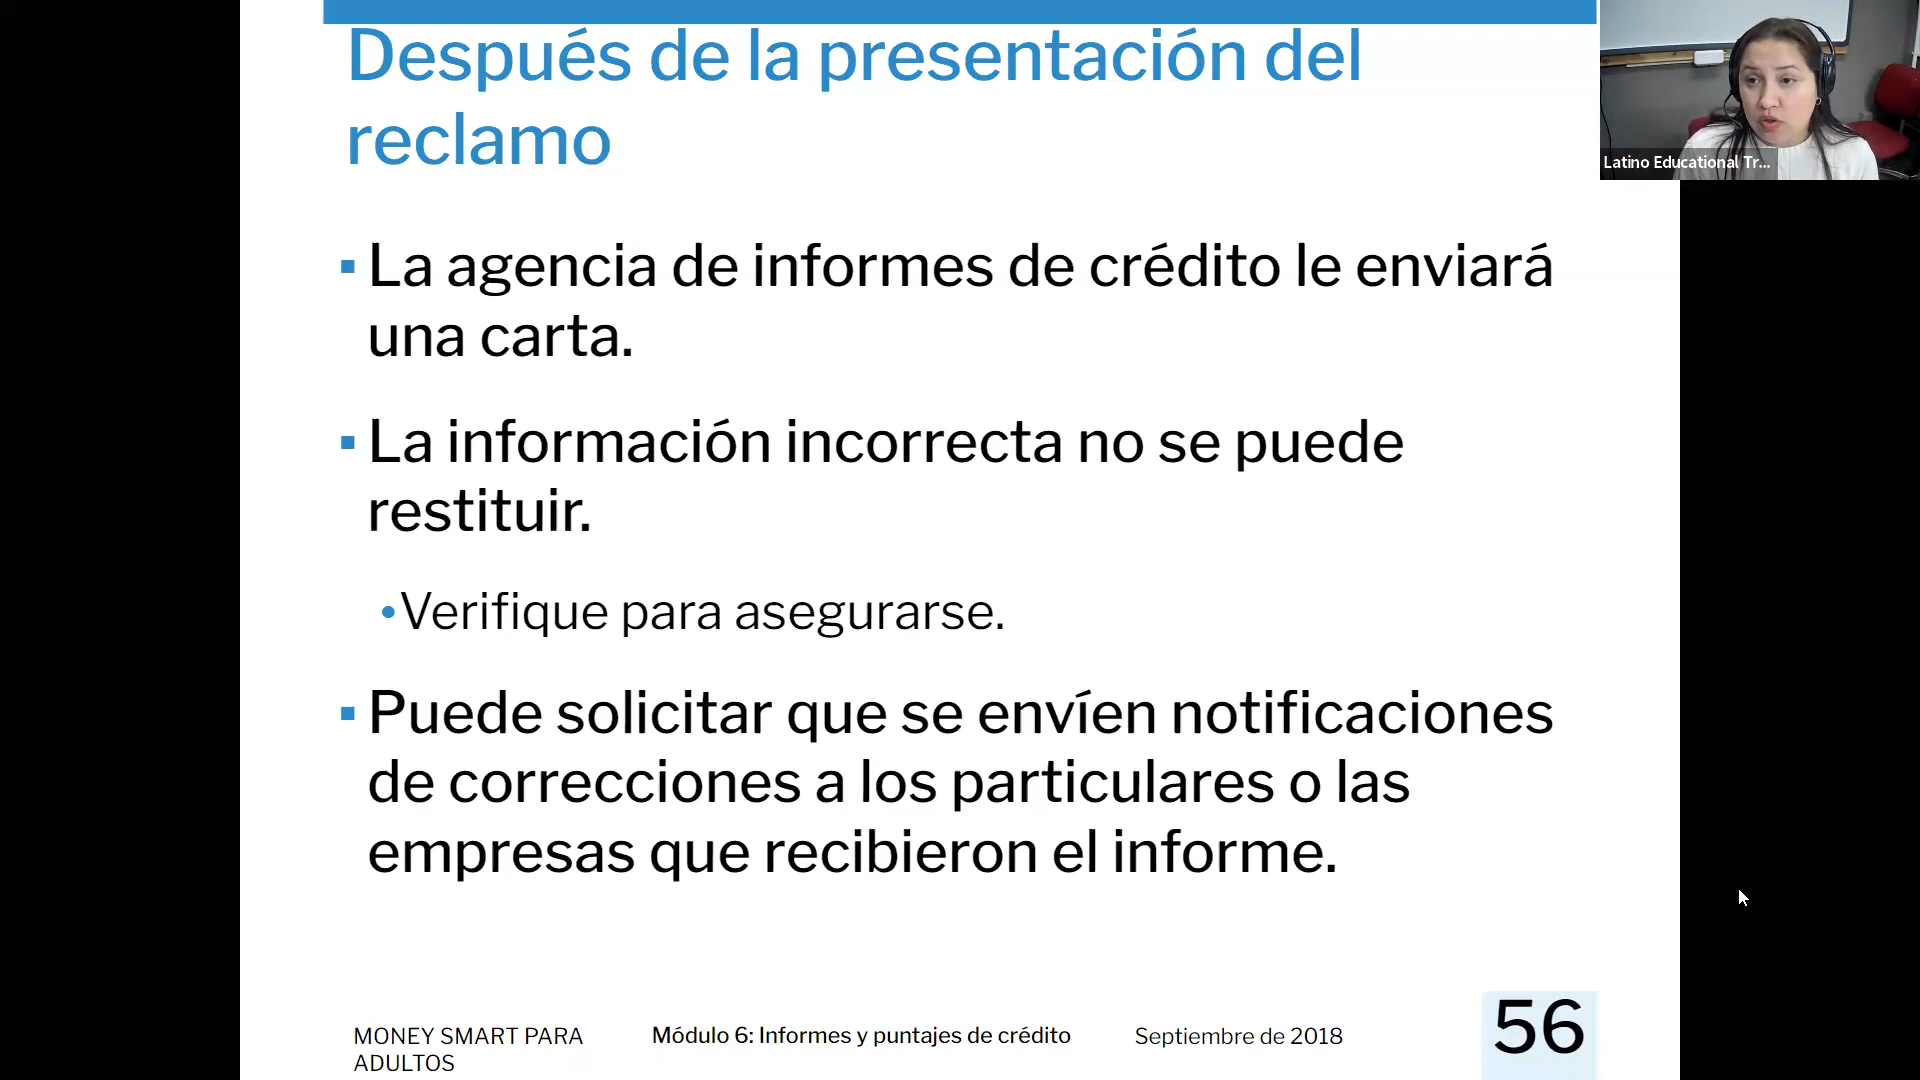 Después de la presentación del
reclamo
Latino Educational Tr...
▪ La agencia de informes de crédito le enviará
una carta.
▪ La información incorrecta no se puede
restituir.
•Verifique para asegurarse.
▪ Puede solicitar que se envíen notificaciones
de correcciones a los particulares o las
empresas que recibieron el informe.
MONEY SMART PARA
ADULTOS
Módulo 6: Informes y puntajes de crédito
Septiembre de 2018
56